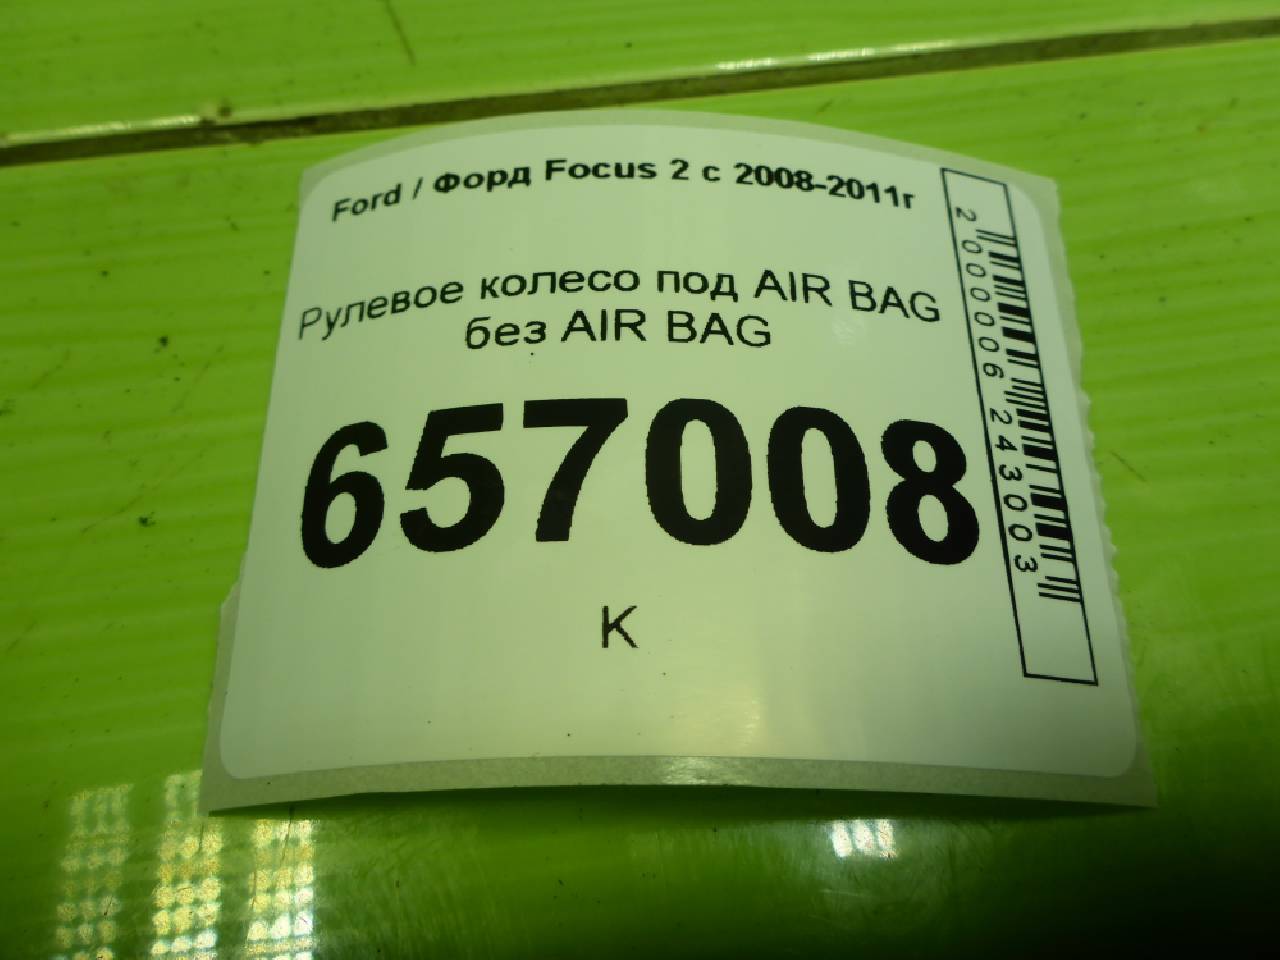 Ford / Форд Focus 2 с 2008-2011г
Рулевое колесо под AIR BAG
без AIR BAG
657008
К
2000006243003